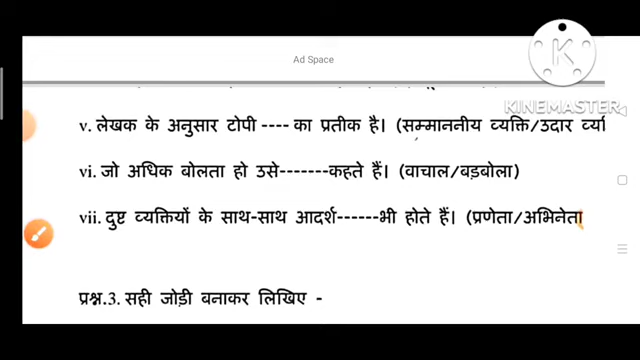 Ad Space
K
KINEMASTER
v. लेखक के अनुसार टोपी ---- का प्रतीक है। (सम्माननीय व्यक्ति/उदार
vi. जो अधिक बोलता हो उसे-------कहते हैं। (वाचाल/बड़बोला)
vii. दुष्ट व्यक्तियों के साथ-साथ आदर्श------भी होते हैं। (प्रणेता/अभिनेता
प्रश्न.3. सही जोड़ी बनाकर लिखिए -